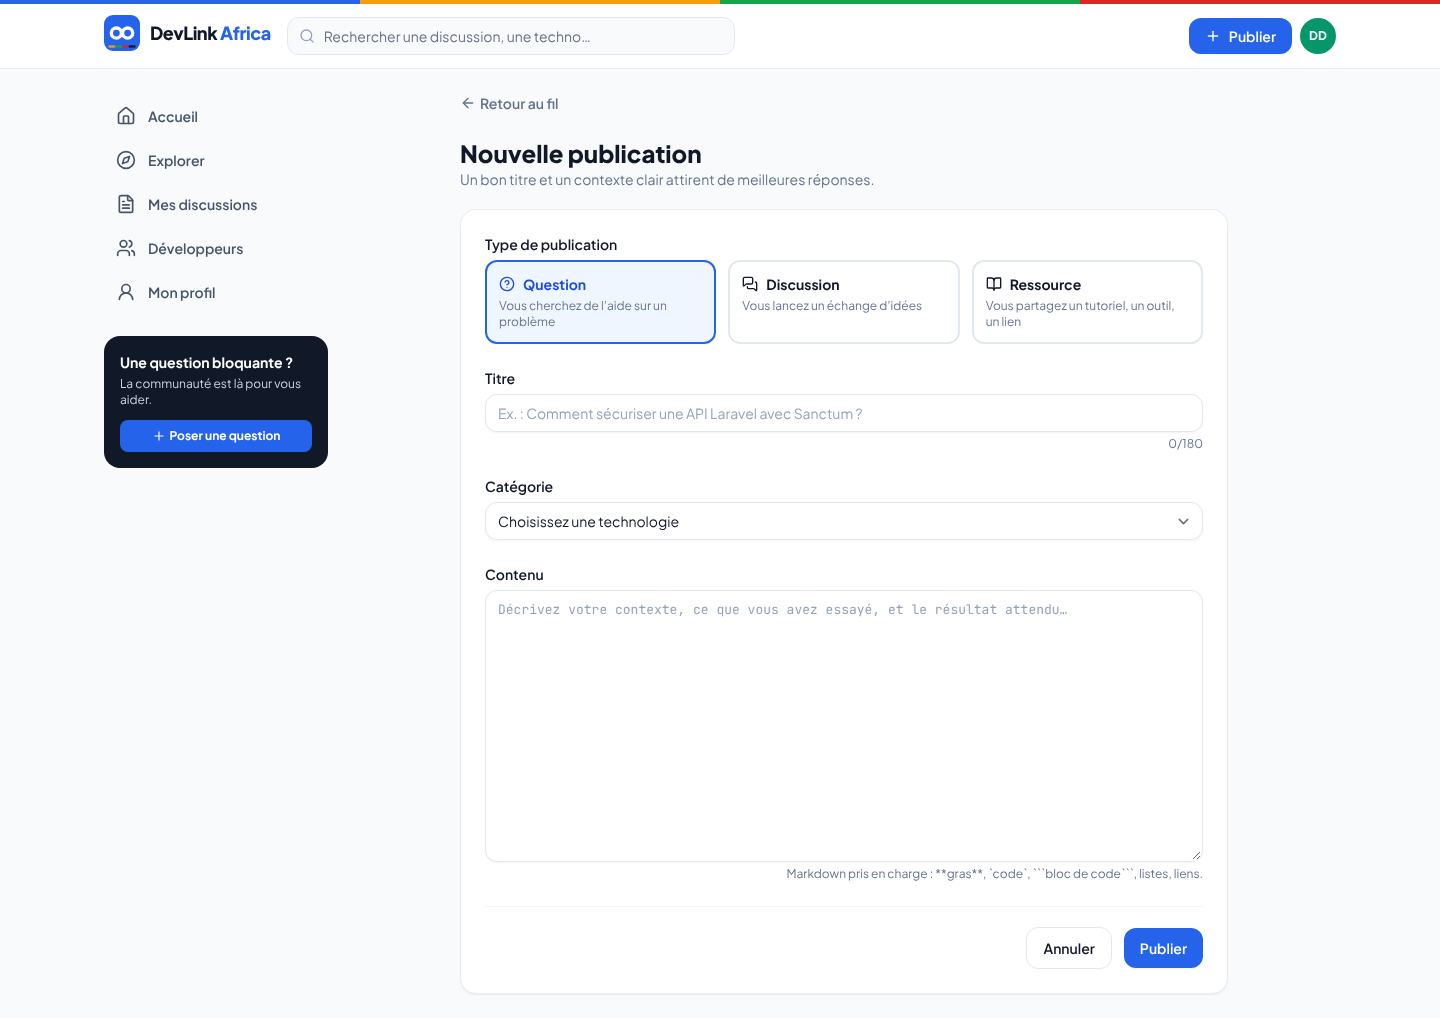 DevLink Africa
Rechercher une discussion, une techno…
Publier
DD
Accueil
Explorer
Mes discussions
Développeurs
Mon profil
Une question bloquante ?
La communauté est là pour vous
aider.
Poser une question
Retour au fil
Nouvelle publication
Un bon titre et un contexte clair attirent de meilleures réponses.
Type de publication
Question
Vous cherchez de l'aide sur un
problème
Discussion
Vous lancez un échange d'idées
Ressource
Vous partagez un tutoriel, un outil,
un lien
Titre
Ex. : Comment sécuriser une API Laravel avec Sanctum ?
0/180
Catégorie
Choisissez une technologie
Contenu
Décrivez votre contexte, ce que vous avez essayé, et le résultat attendu…
Markdown pris en charge : **gras**, `code`, ```bloc de code```, listes, liens.
Annuler
Publier